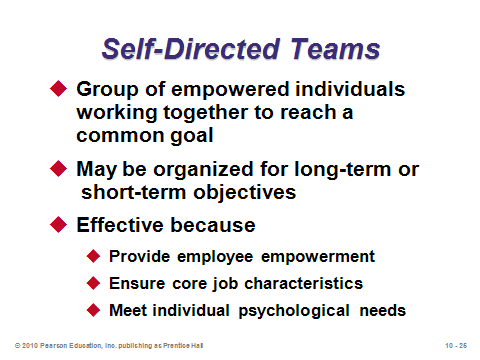 Self-Directed Teams
Group of empowered individuals
working together to reach a
common goal
May be organized for long-term or
short-term objectives
Effective because
Provide employee empowerment
Ensure core job characteristics
Meet individual psychological needs
© 2010 Pearson Education, Inc. publishing as Prentice Hall
10 - 25